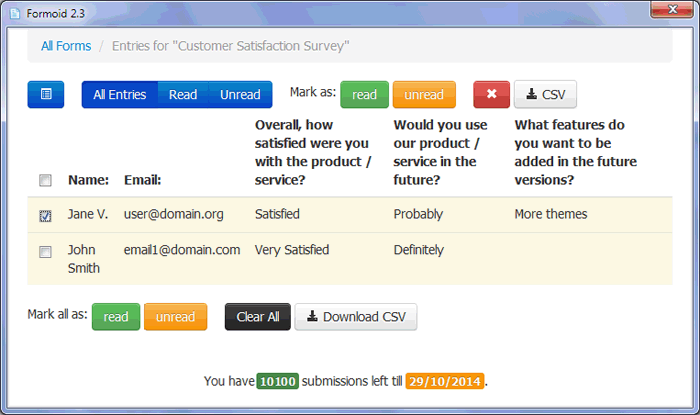 Formoid 2.3
All Forms / Entries for "Customer Satisfaction Survey"
All Entries Read Unread Mark as: read unread CSV
Overall, how Would you use What features do
satisfied were you our product / you want to be
with the product / service in the added in the future
Name: Email: service? future? versions?
Jane V. user@domain.org Satisfied Probably More themes
John email1@domain.com Very Satisfied Definitely
Smith
Mark all as: read unread Clear All Download CSV
You have 10100 submissions left till 29/10/2014.